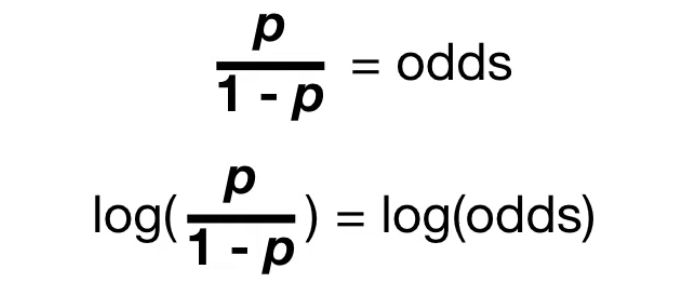 p
1 - p = odds
log(p / 1 - p) = log(odds)